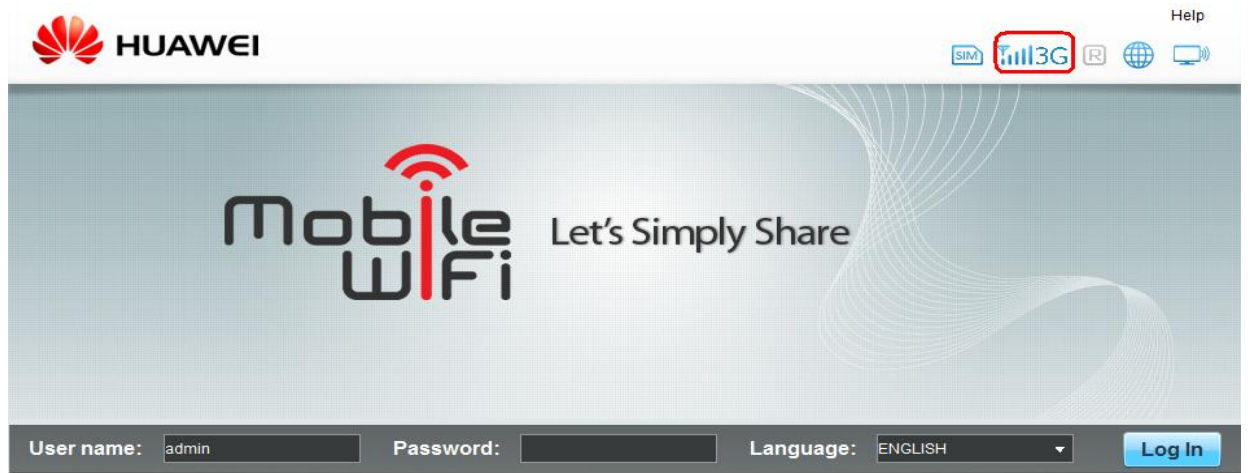 Help
HUAWEI
SIM 3G R
Mobile
WiFi
Let's Simply Share
User name: admin Password: Language: ENGLISH Log In